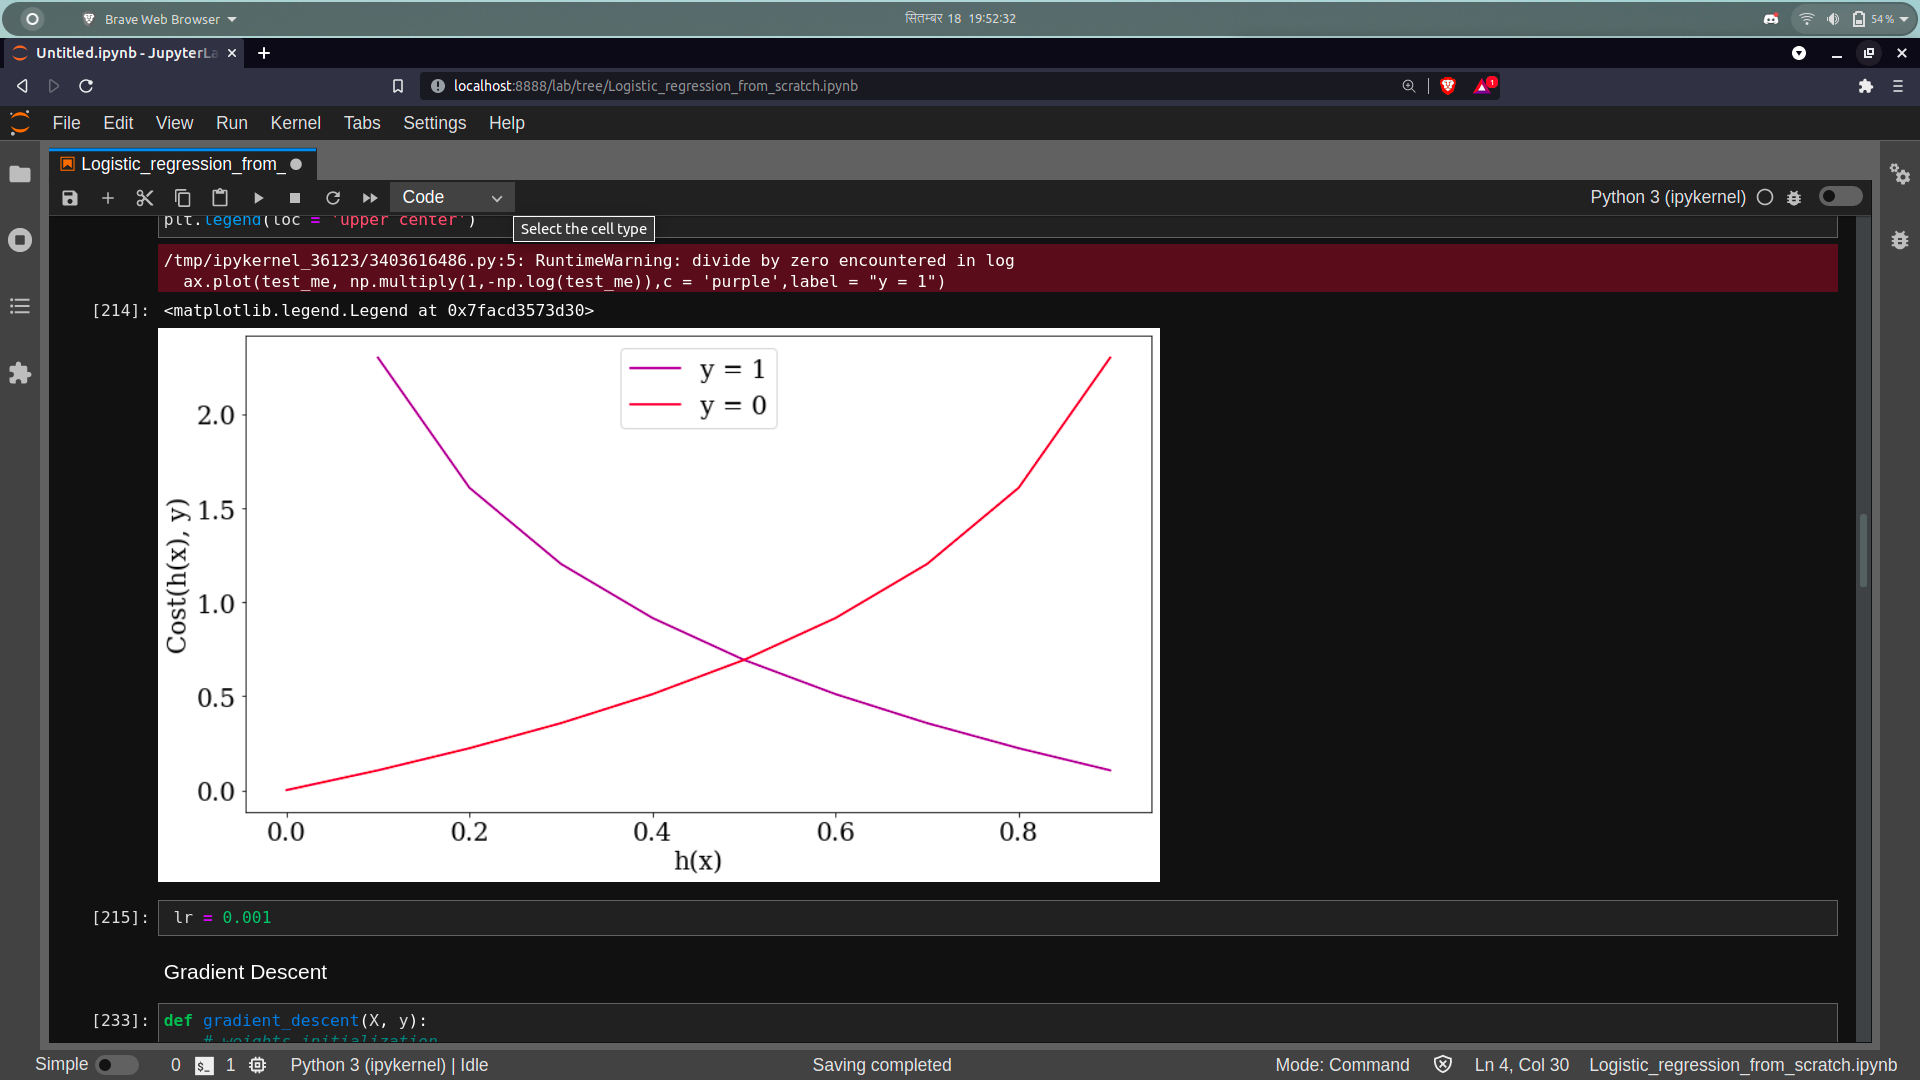 Brave Web Browser
सितम्बर 18 19:52:32
54 %
Untitled.ipynb - JupyterLa
localhost:8888/lab/tree/Logistic_regression_from_scratch.ipynb
1
File Edit View Run Kernel Tabs Settings Help
Logistic_regression_from_
Code
Python 3 (ipykernel)
plt.legend(loc = 'upper center')
Select the cell type
/tmp/ipykernel_36123/3403616486.py:5: RuntimeWarning: divide by zero encountered in log
ax.plot(test_me, np.multiply(1,-np.log(test_me)),c = 'purple',label = "y = 1")
[214]: <matplotlib.legend.Legend at 0x7facd3573d30>
y = 1
y = 0
2.0
1.5
1.0
0.5
0.0
Cost(h(x), y)
0.0 0.2 0.4 0.6 0.8
h(x)
[215]: lr = 0.001
Gradient Descent
[233]: def gradient_descent(X, y):
# weights initialization
Simple 0 $_ 1 Python 3 (ipykernel) | Idle Saving completed Mode: Command Ln 4, Col 30 Logistic_regression_from_scratch.ipynb